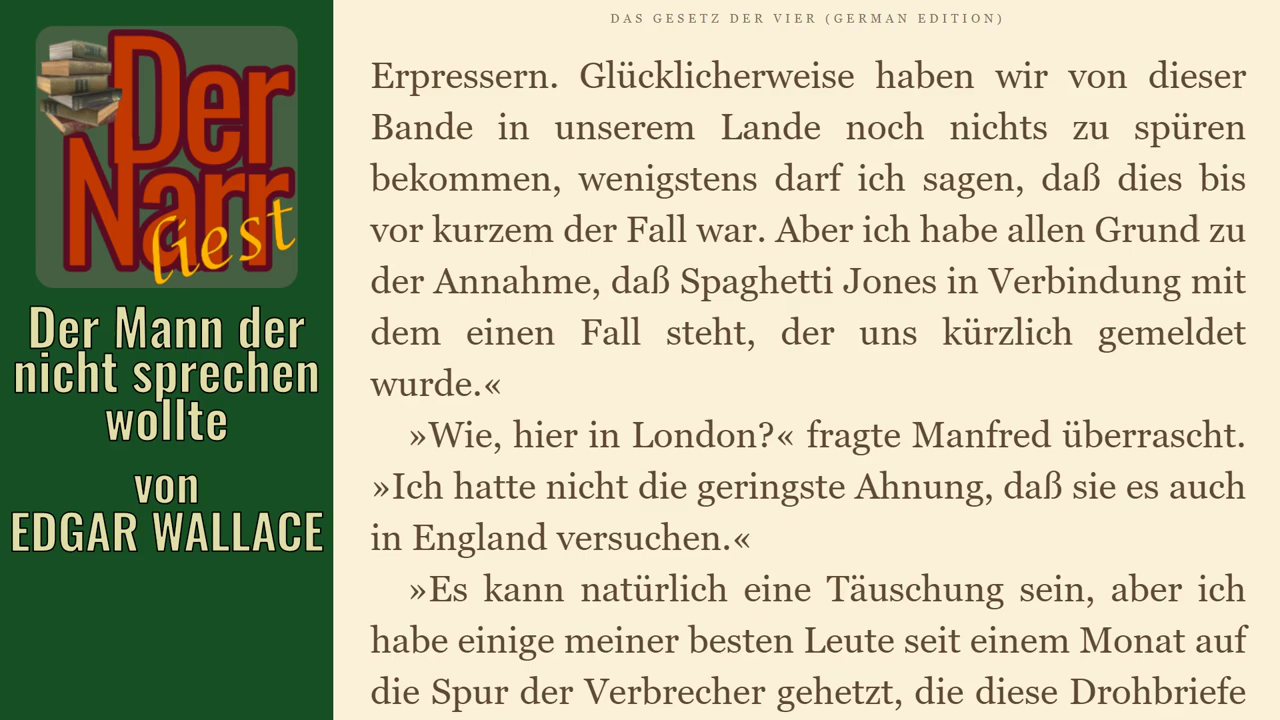 Der
Narr
liest
Der Mann der
nicht sprechen
wollte
von
EDGAR WALLACE
DAS GESETZ DER VIER (GERMAN EDITION)
Erpressern. Glücklicherweise haben wir von dieser
Bande in unserem Lande noch nichts zu spüren
bekommen, wenigstens darf ich sagen, daß dies bis
vor kurzem der Fall war. Aber ich habe allen Grund zu
der Annahme, daß Spaghetti Jones in Verbindung mit
dem einen Fall steht, der uns kürzlich gemeldet
wurde.«
»Wie, hier in London?« fragte Manfred überrascht.
»Ich hatte nicht die geringste Ahnung, daß sie es auch
in England versuchen.«
»Es kann natürlich eine Täuschung sein, aber ich
habe einige meiner besten Leute seit einem Monat auf
die Spur der Verbrecher gehetzt, die diese Drohbriefe